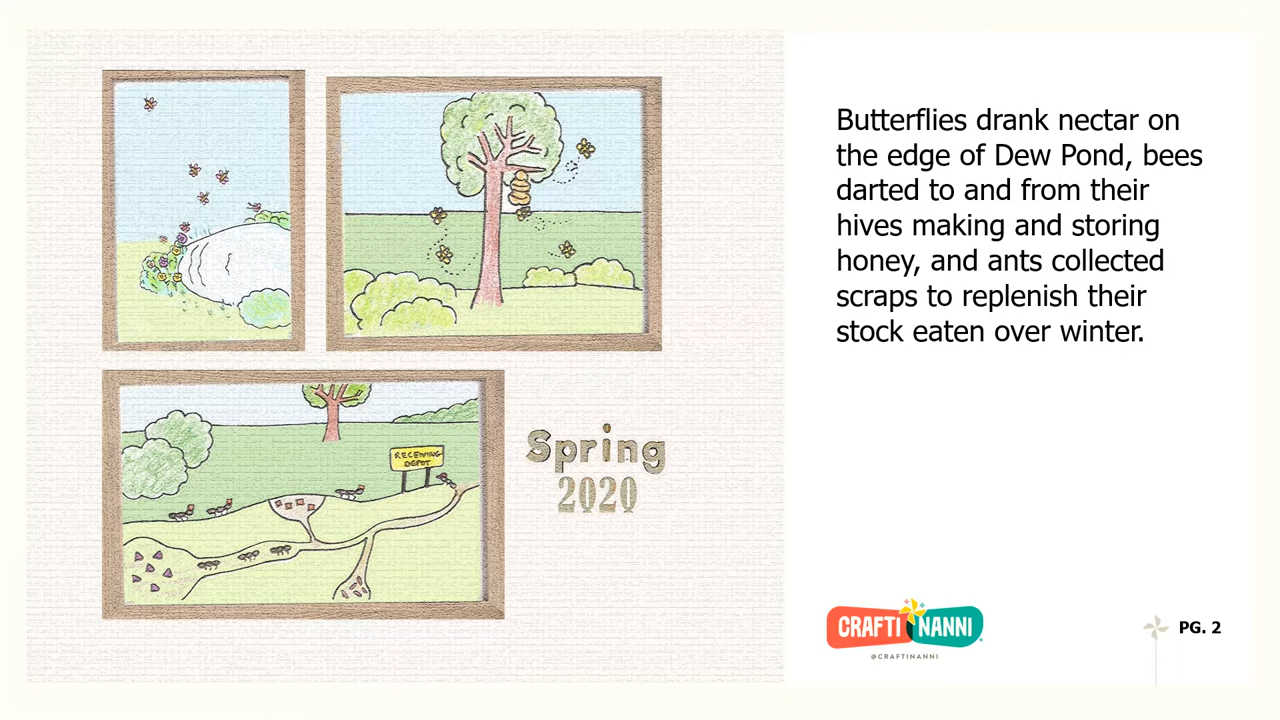 RECEIVING
DEPOT
Spring
2020
Butterflies drank nectar on
the edge of Dew Pond, bees
darted to and from their
hives making and storing
honey, and ants collected
scraps to replenish their
stock eaten over winter.
CRAFTI NANNI
@CRAFTINANNI
PG. 2